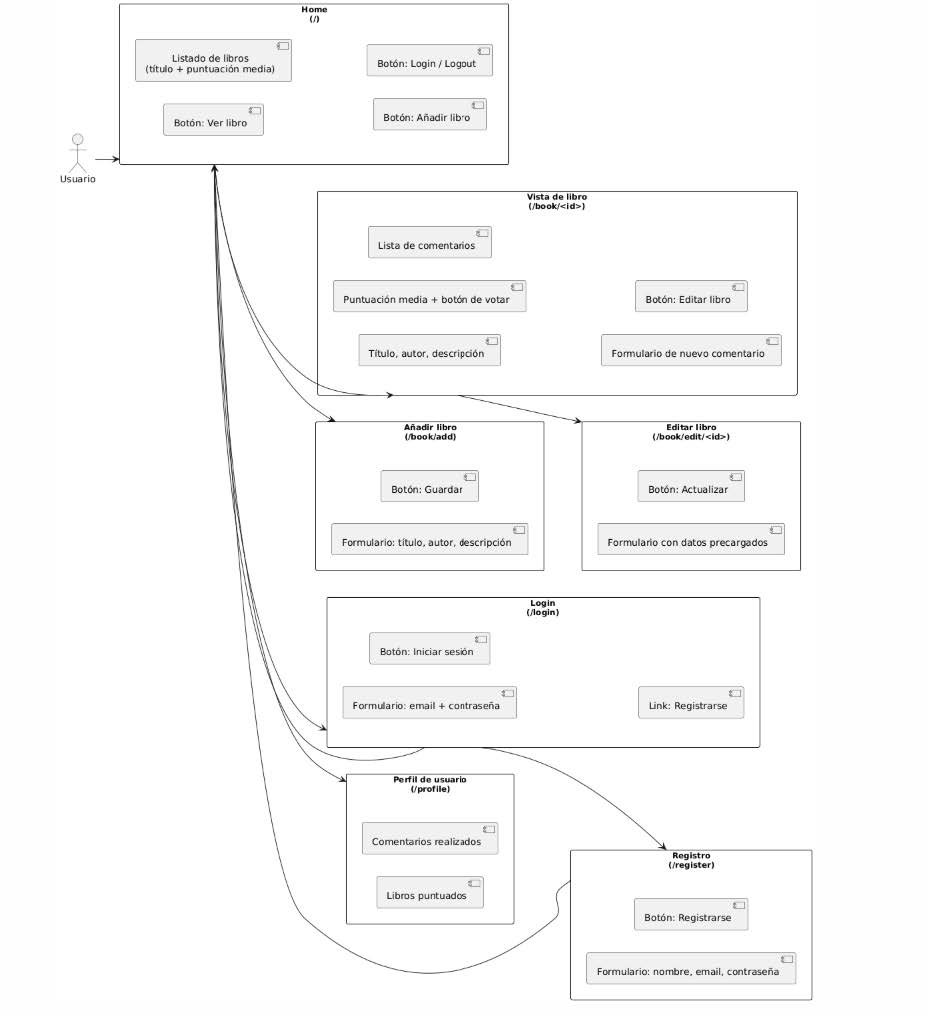 Home
(/)
Listado de libros
(título + puntuación media)
Botón: Login / Logout
Botón: Ver libro
Botón: Añadir libro
Usuario
Vista de libro
(/book/<id>)
Lista de comentarios
Puntuación media + botón de votar
Botón: Editar libro
Título, autor, descripción
Formulario de nuevo comentario
Añadir libro
(/book/add)
Botón: Guardar
Formulario: título, autor, descripción
Editar libro
(/book/edit/<id>)
Botón: Actualizar
Formulario con datos precargados
Login
(/login)
Botón: Iniciar sesión
Formulario: email + contraseña
Link: Registrarse
Perfil de usuario
(/profile)
Comentarios realizados
Libros puntuados
Registro
(/register)
Botón: Registrarse
Formulario: nombre, email, contraseña